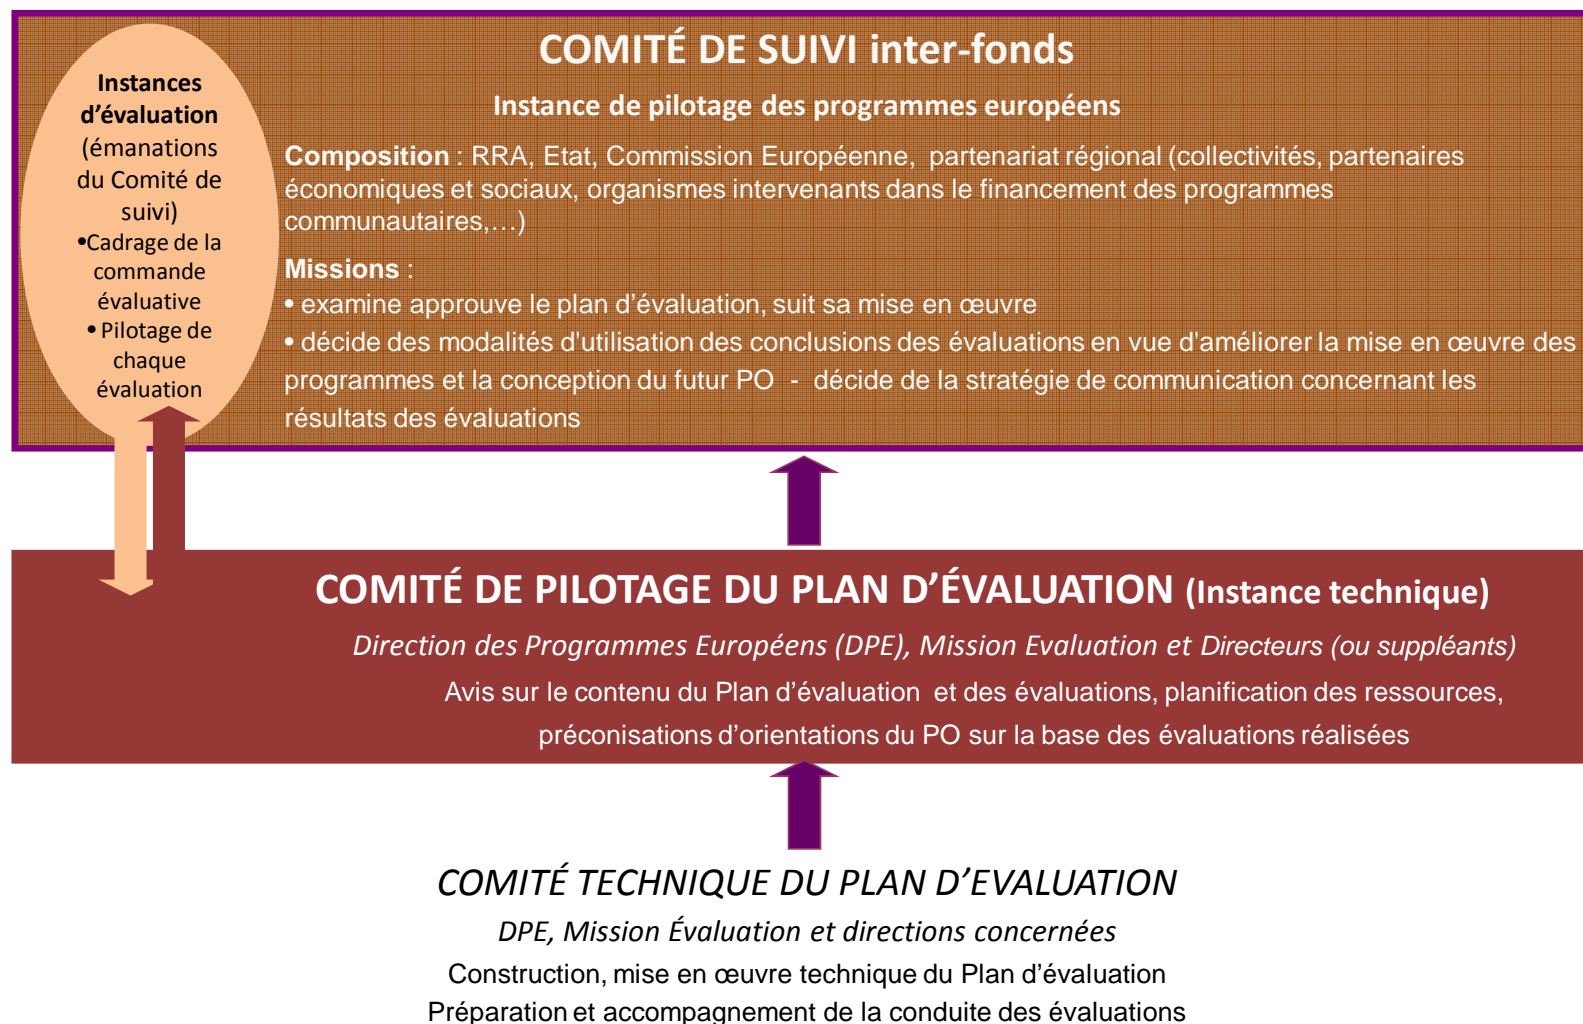 Instances
d’évaluation
(émanations
du Comité de
suivi)
•Cadrage de la
commande
évaluative
• Pilotage de
chaque
évaluation
COMITÉ DE SUIVI inter-fonds
Instance de pilotage des programmes européens
Composition : RRA, Etat, Commission Européenne, partenariat régional (collectivités, partenaires
économiques et sociaux, organismes intervenants dans le financement des programmes
communautaires,…)
Missions :
• examine approuve le plan d’évaluation, suit sa mise en œuvre
• décide des modalités d'utilisation des conclusions des évaluations en vue d'améliorer la mise en œuvre des
programmes et la conception du futur PO - décide de la stratégie de communication concernant les
résultats des évaluations
COMITÉ DE PILOTAGE DU PLAN D’ÉVALUATION (Instance technique)
Direction des Programmes Européens (DPE), Mission Evaluation et Directeurs (ou suppléants)
Avis sur le contenu du Plan d’évaluation et des évaluations, planification des ressources,
préconisations d’orientations du PO sur la base des évaluations réalisées
COMITÉ TECHNIQUE DU PLAN D’EVALUATION
DPE, Mission Évaluation et directions concernées
Construction, mise en œuvre technique du Plan d’évaluation
Préparation et accompagnement de la conduite des évaluations